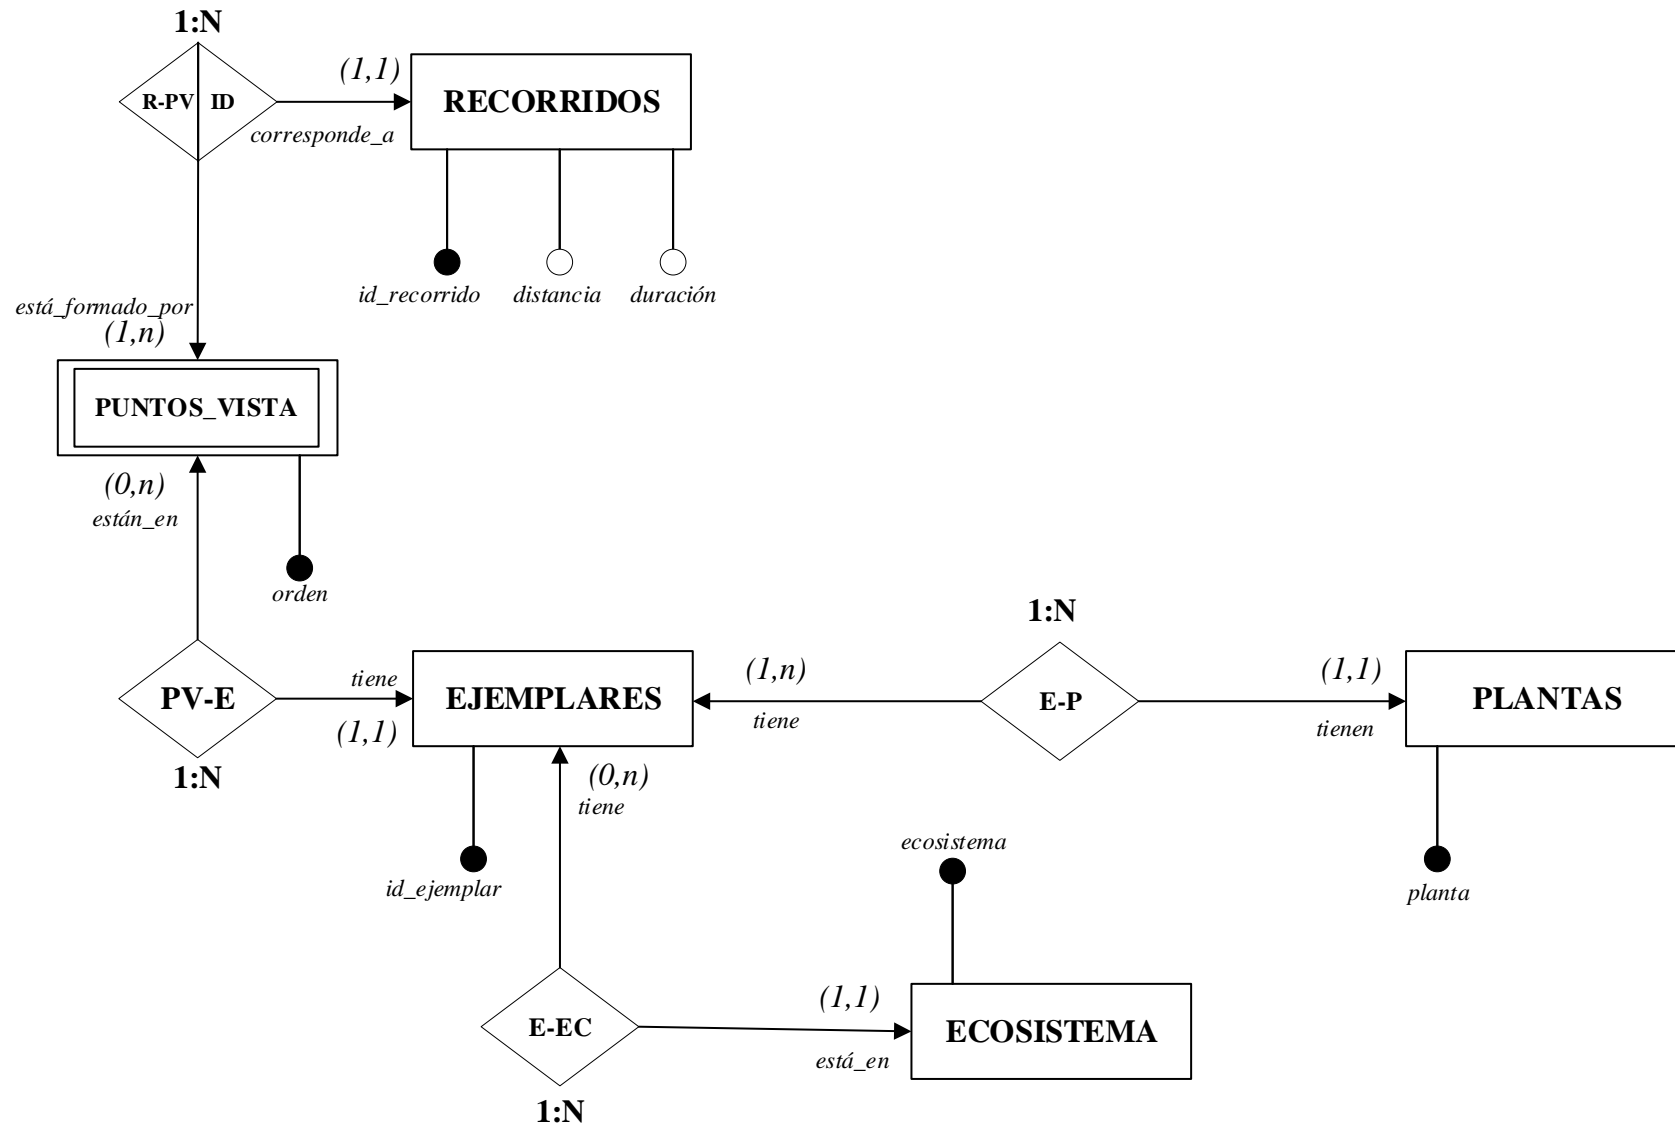 1:N
R-PV ID
(1,1)
corresponde_a
RECORRIDOS
id_recorrido
distancia
duración
está_formado_por
(1,n)
PUNTOS_VISTA
(0,n)
están_en
orden
PV-E
1:N
tiene
(1,1)
EJEMPLARES
(1,n)
tiene
1:N
E-P
(1,1)
tienen
PLANTAS
planta
(0,n)
tiene
id_ejemplar
ecosistema
E-EC
1:N
(1,1)
está_en
ECOSISTEMA